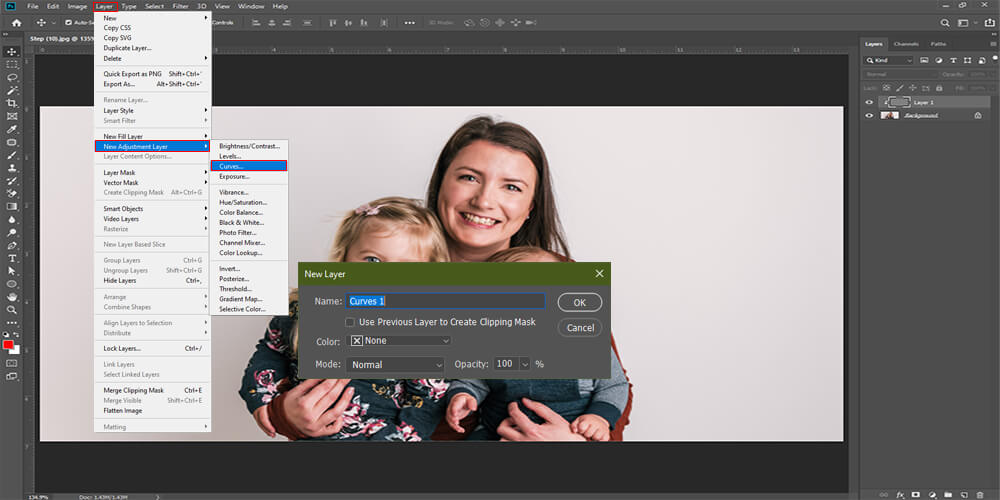 Ps File Edit Image Layer Type Select Filter 3D View Window Help
Auto-Se
Controls
3D Mode:
Step (10).jpg @ 135%
New
Copy CSS
Copy SVG
Duplicate Layer...
Delete
Quick Export as PNG Shift+Ctrl+'
Export As... Alt+Shift+Ctrl+'
Rename Layer...
Layer Style
Smart Filter
New Fill Layer
New Adjustment Layer
Layer Content Options...
Layer Mask
Vector Mask
Create Clipping Mask Alt+Ctrl+G
Smart Objects
Video Layers
Rasterize
New Layer Based Slice
Group Layers Ctrl+G
Ungroup Layers Shift+Ctrl+G
Hide Layers Ctrl+,
Arrange
Combine Shapes
Align Layers to Selection
Distribute
Lock Layers... Ctrl+/
Link Layers
Select Linked Layers
Merge Clipping Mask Ctrl+E
Merge Visible Shift+Ctrl+E
Flatten Image
Matting
Brightness/Contrast...
Levels...
Curves...
Exposure...
Vibrance...
Hue/Saturation...
Color Balance...
Black & White...
Photo Filter...
Channel Mixer...
Color Lookup...
Invert...
Posterize...
Threshold...
Gradient Map...
Selective Color...
New Layer
Name: Curves 1
OK
Use Previous Layer to Create Clipping Mask
Cancel
Color: None
Mode: Normal Opacity: 100 %
Layers Channels Paths
Kind
Normal Opacity: 100%
Lock: Fill: 100%
Layer 1
Background
134.9% Doc: 1.43M/1.43M